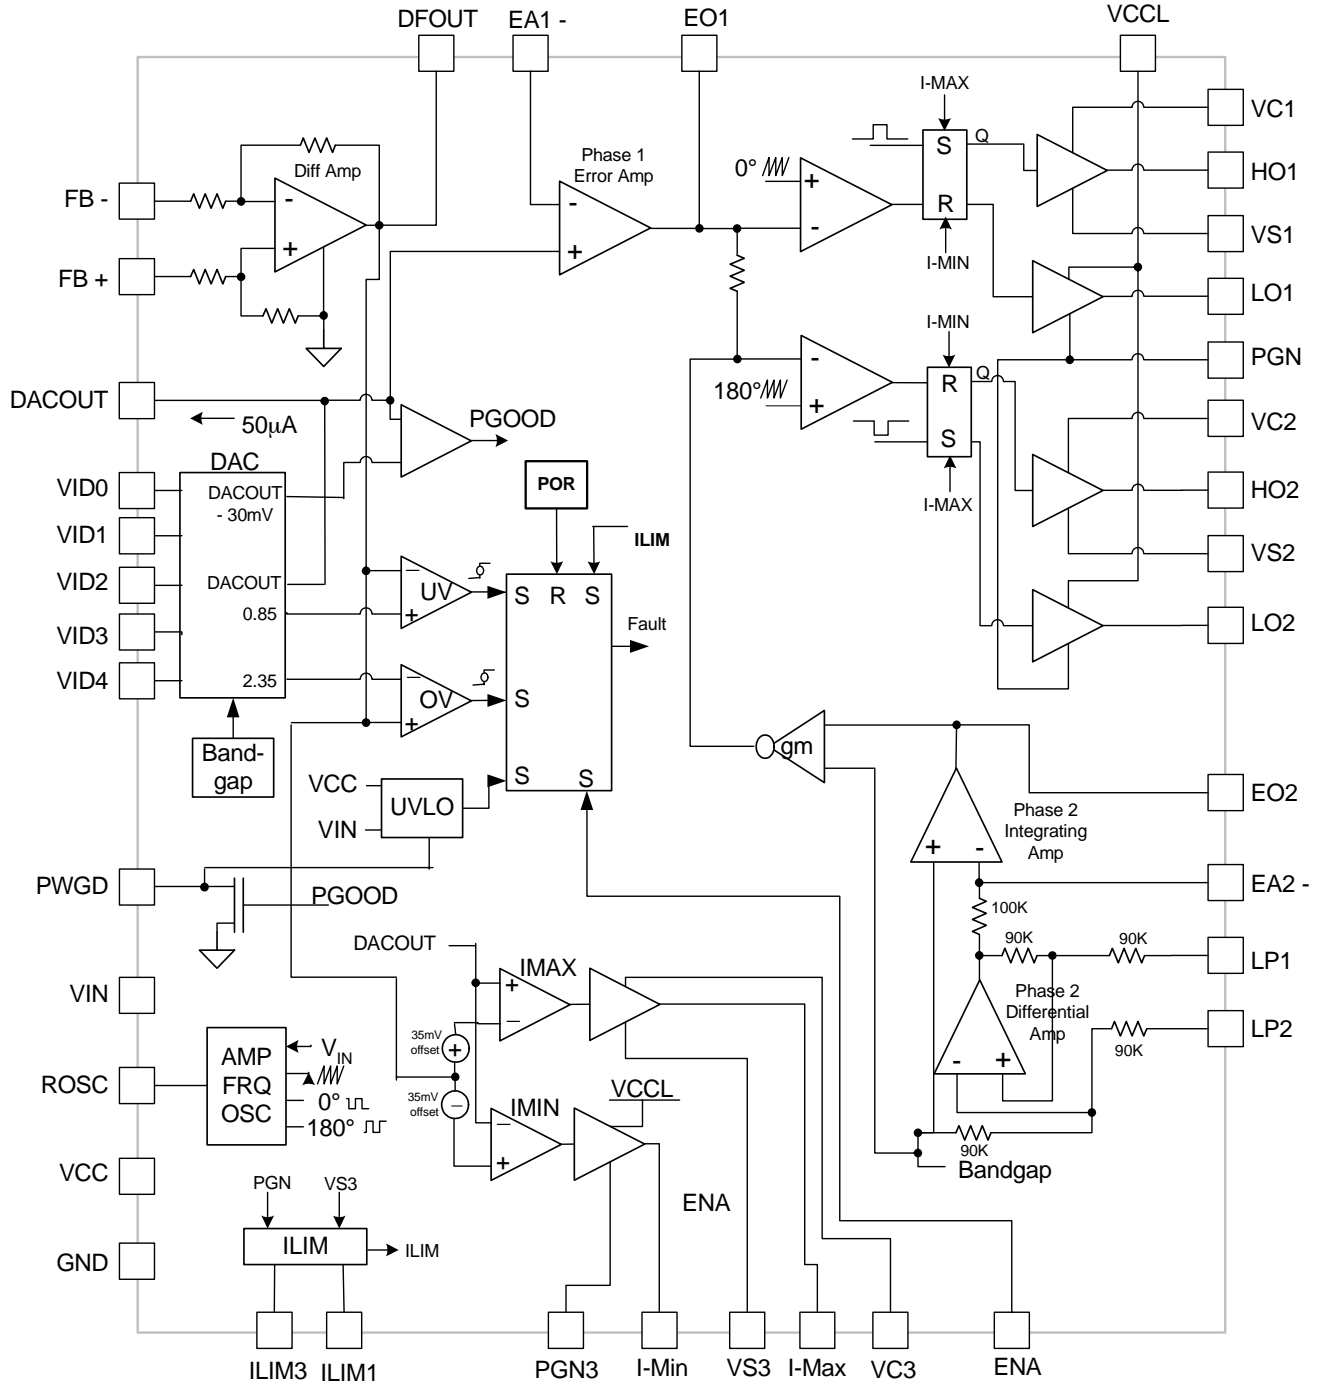 DFOUT
EA1 -
EO1
VCCL
I-MAX
VC1
Diff Amp
Phase 1
Error Amp
0°
S
Q
R
HO1
FB -
-
+
-
+
+
-
FB +
I-MIN
VS1
LO1
I-MIN
PGN
DACOUT
50µA
PGOOD
180°
-
+
R
Q
S
VC2
DAC
I-MAX
VID0
DACOUT
- 30mV
POR
HO2
VID1
ILIM
VS2
VID2
DACOUT
0.85
–
UV
+
S
R
S
Fault
LO2
VID3
VID4
2.35
–
OV
+
S
Band-
gap
VCC
VIN
UVLO
S
S
gm
EO2
Phase 2
Integrating
Amp
+
-
PWGD
PGOOD
EA2 -
100K
DACOUT
90K
90K
LP1
IMAX
+
–
VIN
Phase 2
Differential
Amp
LP2
90K
-
+
35mV
offset
+
AMP
FRQ
OSC
VIN
0°
180°
ROSC
35mV
offset
–
IMIN
–
+
VCCL
90K
Bandgap
VCC
PGN
VS3
ENA
ILIM
ILIM
GND
ILIM3
ILIM1
PGN3
I-Min
VS3
I-Max
VC3
ENA